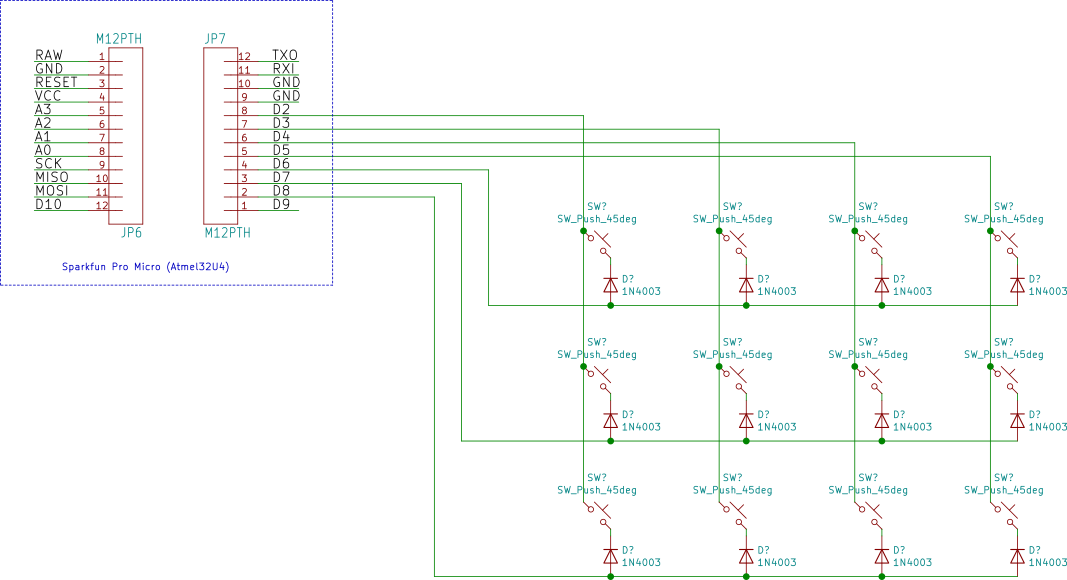 M12PTH
JP7
RAW 1
GND 2
RESET 3
VCC 4
A3 5
A2 6
A1 7
A0 8
SCK 9
MISO 10
MOSI 11
D10 12
JP6
12 TXO
11 RXI
10 GND
9 GND
8 D2
7 D3
6 D4
5 D5
4 D6
3 D7
2 D8
1 D9
M12PTH
Sparkfun Pro Micro (Atmel32U4)
SW? SW? SW? SW?
SW_Push_45deg SW_Push_45deg SW_Push_45deg SW_Push_45deg
D? D? D? D?
1N4003 1N4003 1N4003 1N4003
SW? SW? SW? SW?
SW_Push_45deg SW_Push_45deg SW_Push_45deg SW_Push_45deg
D? D? D? D?
1N4003 1N4003 1N4003 1N4003
SW? SW? SW? SW?
SW_Push_45deg SW_Push_45deg SW_Push_45deg SW_Push_45deg
D? D? D? D?
1N4003 1N4003 1N4003 1N4003